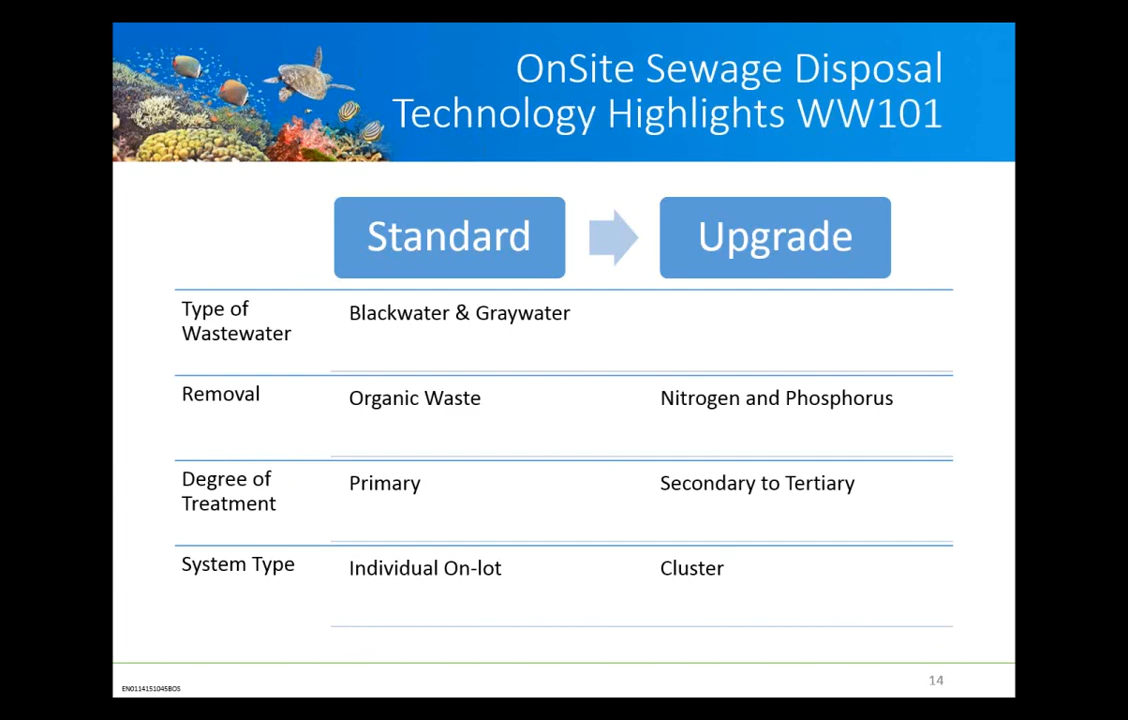 OnSite Sewage Disposal
Technology Highlights WW101
Standard
Upgrade
Type of
Wastewater
Blackwater & Graywater
Removal
Organic Waste
Nitrogen and Phosphorus
Degree of
Treatment
Primary
Secondary to Tertiary
System Type
Individual On-lot
Cluster
EN0114151045BOS
14